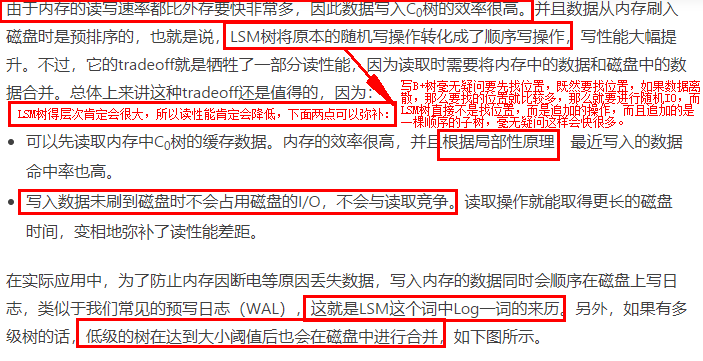 由于内存的读写速率都比外存要快非常多，因此数据写入C0树的效率很高。并且数据从内存刷入
磁盘时是预排序的，也就是说，LSM树将原本的随机写操作转化成了顺序写操作，写性能大幅提
升。不过，它的tradeoff就是牺牲了一部分读性能，因为读取时需要将内存中的数据和磁盘中的数
据合并。总体上来讲这种tradeoff还是值得的，因为：
写B+树毫无疑问要先找位置，既然要找位置，如果数据离
散，那么要找的位置就比较多，那么就要进行随机IO，而
LSM树直接不是找位置，而是追加的操作，而且追加的是
一棵顺序的子树，毫无疑问这样会快很多。
LSM树得层次肯定会很大，所以读性能肯定会降低，下面两点可以弥补：
• 可以先读取内存中C0树的缓存数据。内存的效率很高，并且根据局部性原理，最近写入的数据
命中率也高。
• 写入数据未刷到磁盘时不会占用磁盘的I/O，不会与读取竞争。读取操作就能取得更长的磁盘
时间，变相地弥补了读性能差距。
在实际应用中，为了防止内存因断电等原因丢失数据，写入内存的数据同时会顺序在磁盘上写日
志，类似于我们常见的预写日志（WAL），这就是LSM这个词中Log一词的来历。另外，如果有多
级树的话，低级的树在达到大小阈值后也会在磁盘中进行合并，如下图所示。